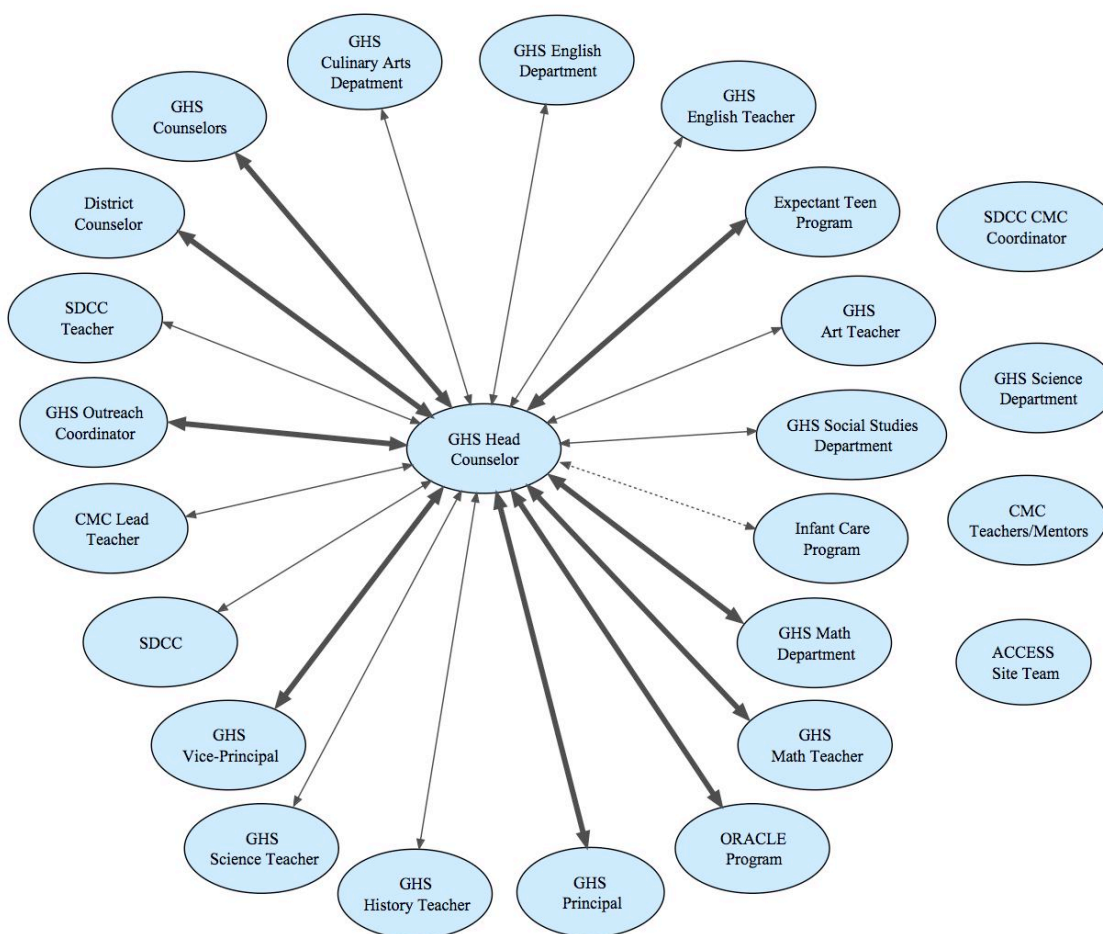 GHS
Culinary Arts
Depatment
GHS English
Department
GHS
English Teacher
GHS
Counselors
District
Counselor
Expectant Teen
Program
SDCC CMC
Coordinator
SDCC
Teacher
GHS
Art Teacher
GHS Science
Department
GHS Outreach
Coordinator
GHS Head
Counselor
GHS Social Studies
Department
CMC Lead
Teacher
Infant Care
Program
CMC
Teachers/Mentors
SDCC
GHS Math
Department
ACCESS
Site Team
GHS
Vice-Principal
GHS
Math Teacher
GHS
Science Teacher
ORACLE
Program
GHS
History Teacher
GHS
Principal